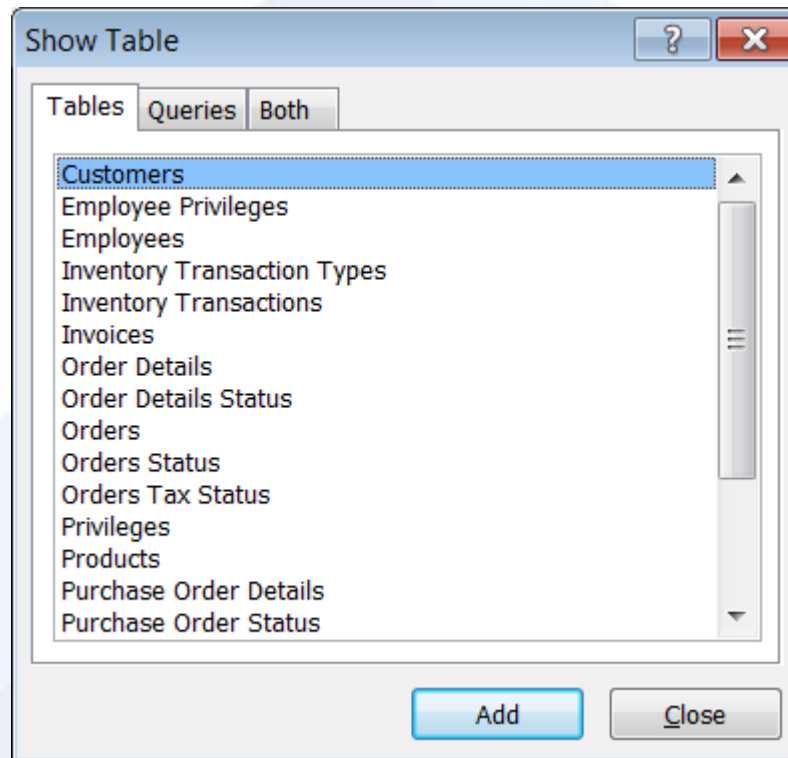 Show Table
?
Tables Queries Both
Customers
Employee Privileges
Employees
Inventory Transaction Types
Inventory Transactions
Invoices
Order Details
Order Details Status
Orders
Orders Status
Orders Tax Status
Privileges
Products
Purchase Order Details
Purchase Order Status
Add Close